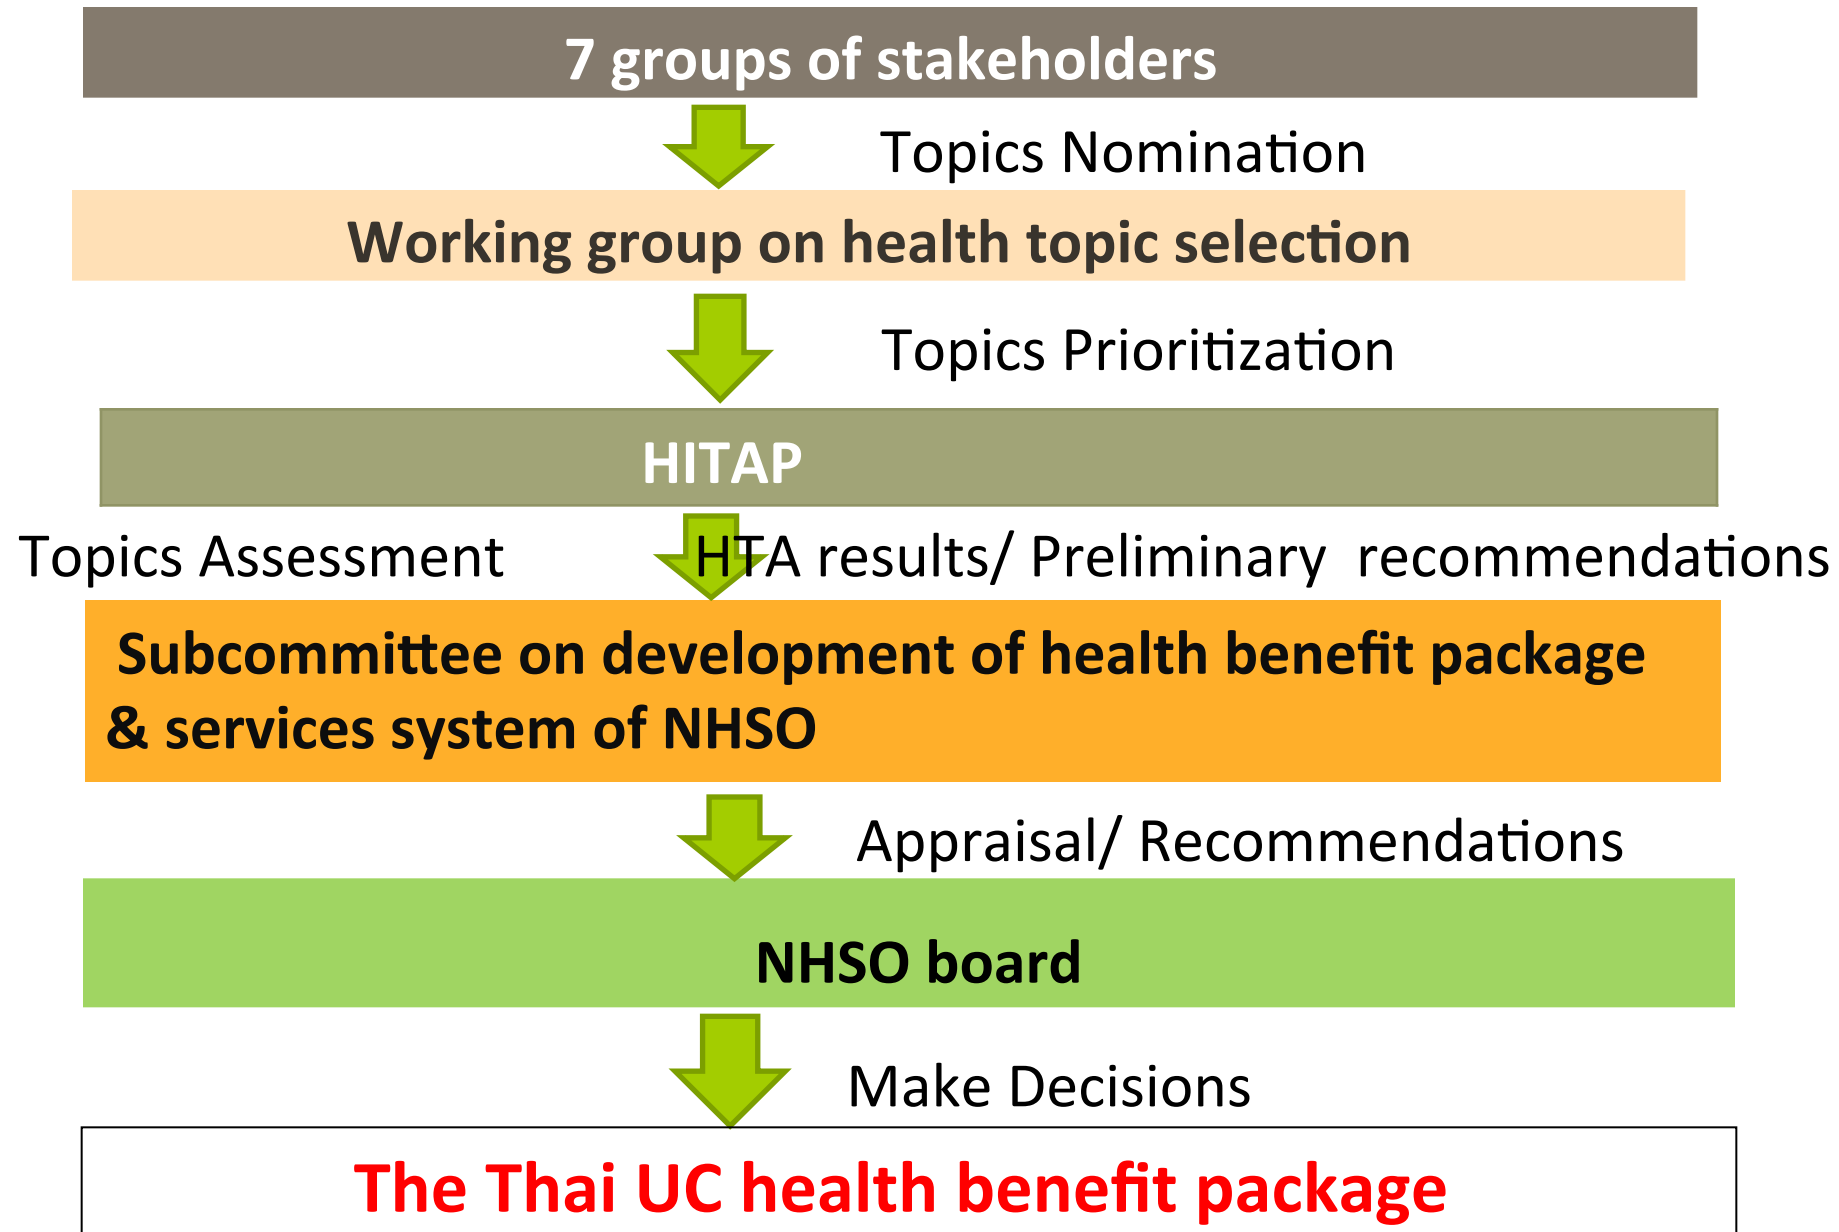 7 groups of stakeholders
Topics Nomination
Working group on health topic selection
Topics Prioritization
HITAP
Topics Assessment
HTA results/ Preliminary recommendations
Subcommittee on development of health benefit package
& services system of NHSO
Appraisal/ Recommendations
NHSO board
Make Decisions
The Thai UC health benefit package